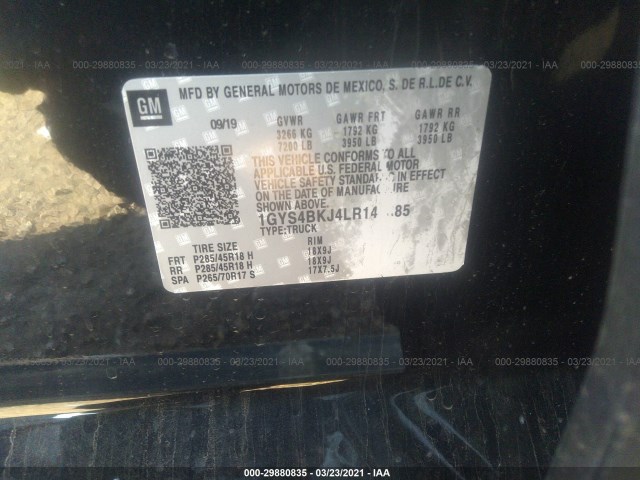 000-29880835 / 03/23/2021 - IAA
000-29880835 / 03/23/2021 - IAA
000-29880835 / 03/23/2021 - IAA
GM
MFD BY GENERAL MOTORS DE MEXICO, S. DE R.L.DE C.V.
09/19
GVWR GAWR FRT GAWR RR
3266 KG 1792 KG 1792 KG
7200 LB 3950 LB 3950 LB
THIS VEHICLE CONFORMS TO ALL
APPLICABLE U.S. FEDERAL MOTOR
VEHICLE SAFETY STANDARDS IN EFFECT
ON THE DATE OF MANUFACTURE
SHOWN ABOVE.
1GYS4BKJ4LR14 85
TYPE:TRUCK
TIRE SIZE RIM
FRT P285/45R18 H 18X9J
RR P285/45R18 H 18X9J
SPA P265/70R17 S 17X7.5J
000-29880835 / 03/23/2021 - IAA
000-29880835 / 03/23/2021 - IAA
000-29880835 / 03/23/2021 - IAA
000-29880835 / 03/23/2021 - IAA